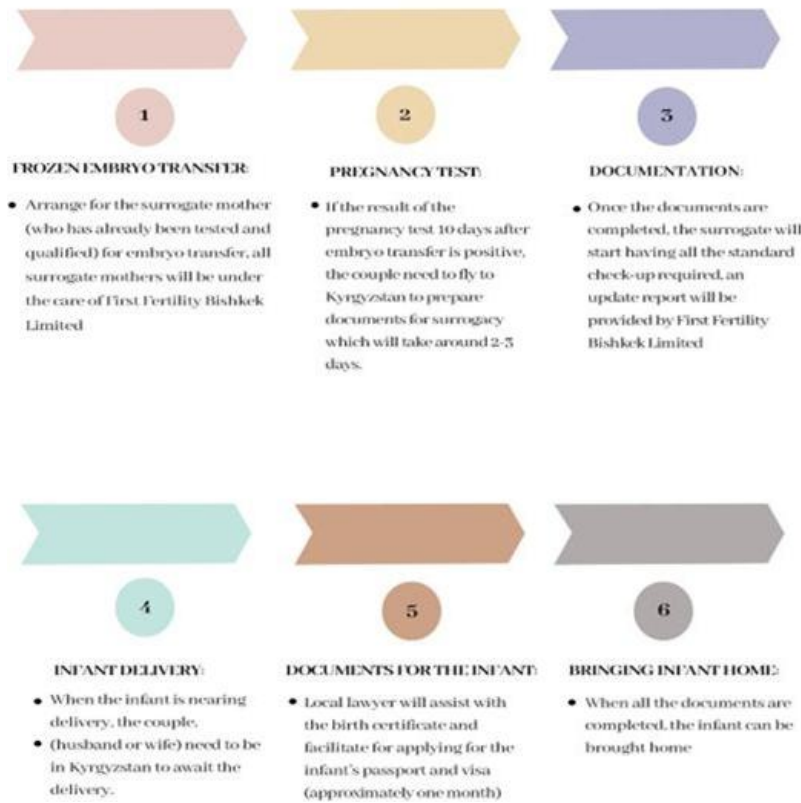 1
FROZEN EMBRYO TRANSFER:
• Arrange for the surrogate mother
(who has already been tested and
qualified) for embryo transfer, all
surrogate mothers will be under
the care of First Fertility Bishkek
Limited
2
PREGNANCY TEST:
• If the result of the
pregnancy test 10 days after
embryo transfer is positive,
the couple need to fly to
Kyrgyzstan to prepare
documents for surrogacy
which will take around 2-3
days.
3
DOCUMENTATION:
• Once the documents are
completed, the surrogate will
start having all the standard
check-up required, an
update report will be
provided by First Fertility
Bishkek Limited
4
INFANT DELIVERY:
• When the infant is nearing
delivery, the couple,
• (husband or wife) need to be
in Kyrgyzstan to await the
delivery.
5
DOCUMENTS FOR THE INFANT:
• Local lawyer will assist with
the birth certificate and
facilitate for applying for the
infant's passport and visa
(approximately one month)
6
BRINGING INFANT HOME:
• When all the documents are
completed, the infant can be
brought home